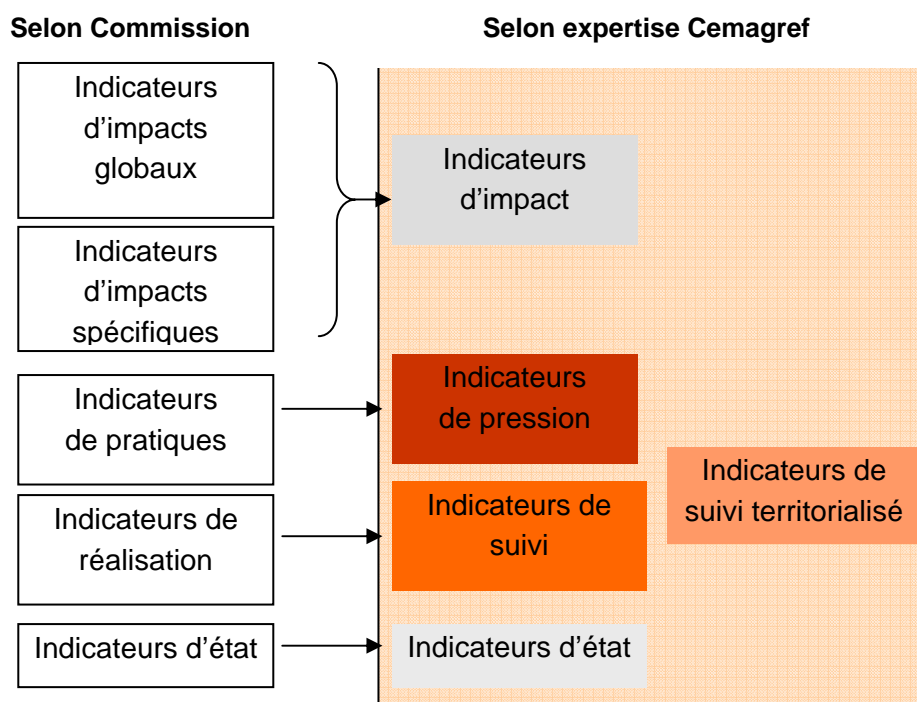 Selon Commission
Selon expertise Cemagref
Indicateurs
d’impacts
globaux
Indicateurs
d’impact
Indicateurs
d’impacts
spécifiques
Indicateurs
de pratiques
Indicateurs
de pression
Indicateurs de
suivi territorialisé
Indicateurs de
réalisation
Indicateurs de
suivi
Indicateurs d’état
Indicateurs d’état